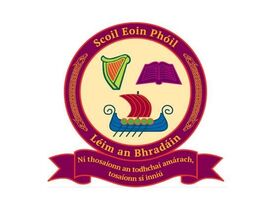 Scoil Eoin Phóil
Léim an Bhradáin
Ní thosaíonn an todhchaí amárach,
tosaíonn sí inniú